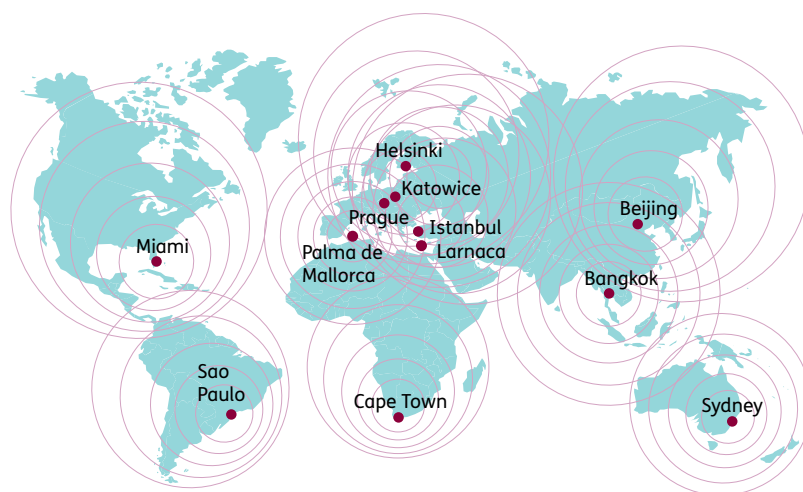 Helsinki
Katowice
Prague
Istanbul
Beijing
Miami
Palma de
Mallorca
Larnaca
Bangkok
Sao
Paulo
Cape Town
Sydney